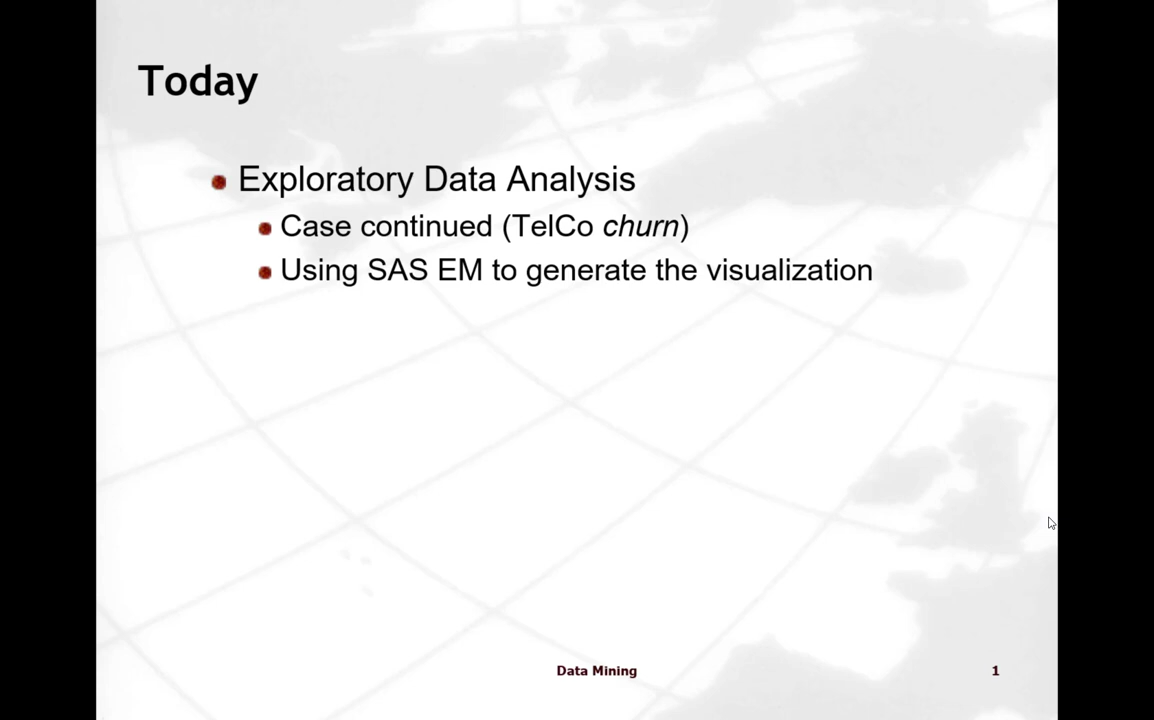 Today
Exploratory Data Analysis
Case continued (TelCo churn)
Using SAS EM to generate the visualization
Data Mining
1